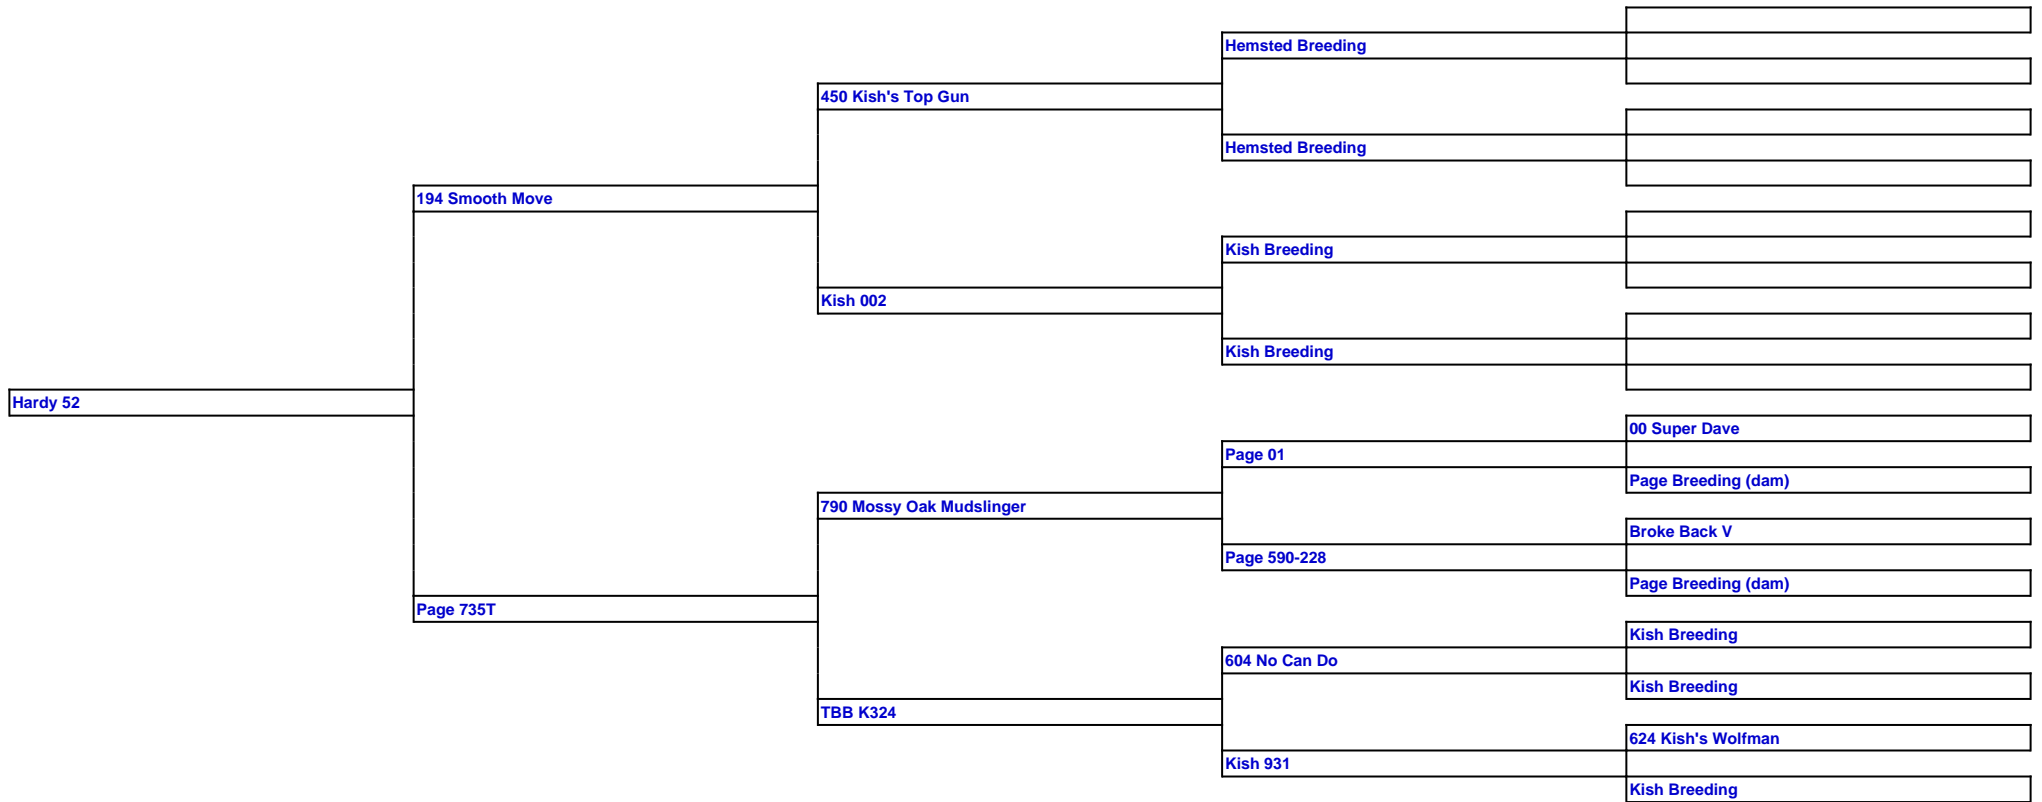 Hemsted Breeding
450 Kish's Top Gun
Hemsted Breeding
194 Smooth Move
Kish Breeding
Kish 002
Kish Breeding
Hardy 52
00 Super Dave
Page 01
Page Breeding (dam)
790 Mossy Oak Mudslinger
Broke Back V
Page 590-228
Page Breeding (dam)
Page 735T
Kish Breeding
604 No Can Do
Kish Breeding
TBB K324
624 Kish's Wolfman
Kish 931
Kish Breeding